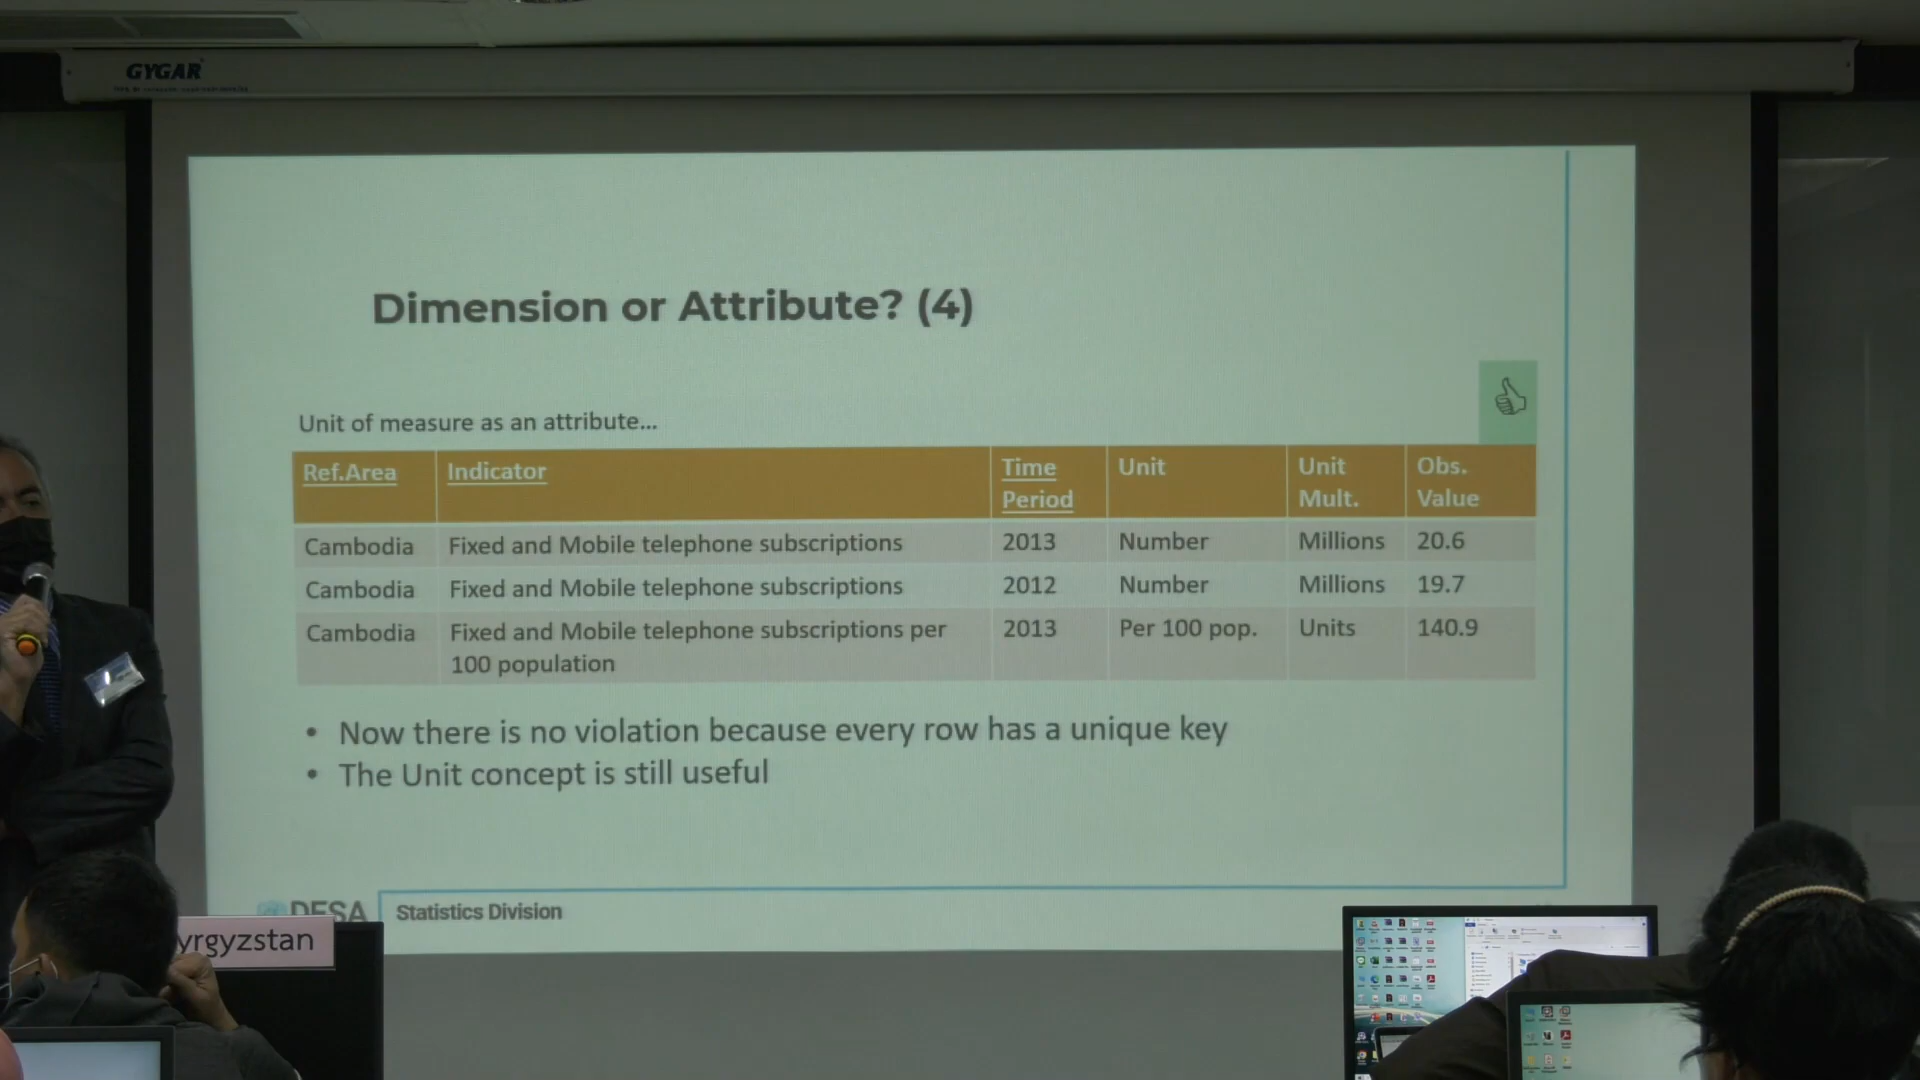 GYGAR
Dimension or Attribute? (4)
Unit of measure as an attribute...
Ref.Area Indicator Time Period Unit Unit Mult. Obs. Value
Cambodia Fixed and Mobile telephone subscriptions 2013 Number Millions 20.6
Cambodia Fixed and Mobile telephone subscriptions 2012 Number Millions 19.7
Cambodia Fixed and Mobile telephone subscriptions per 100 population 2013 Per 100 pop. Units 140.9
• Now there is no violation because every row has a unique key
• The Unit concept is still useful
DESA Statistics Division
yrgyzstan